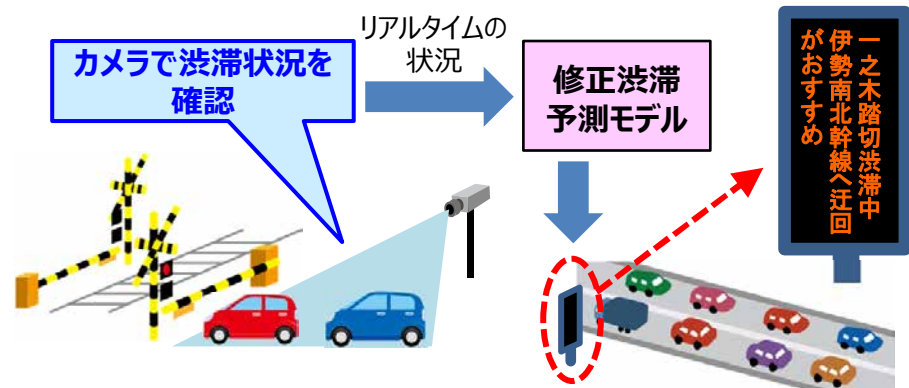 カメラで渋滞状況を
確認
リアルタイムの
状況
修正渋滞
予測モデル
一之木踏切渋滞中
伊勢南北幹線へ迂回
がおすすめ